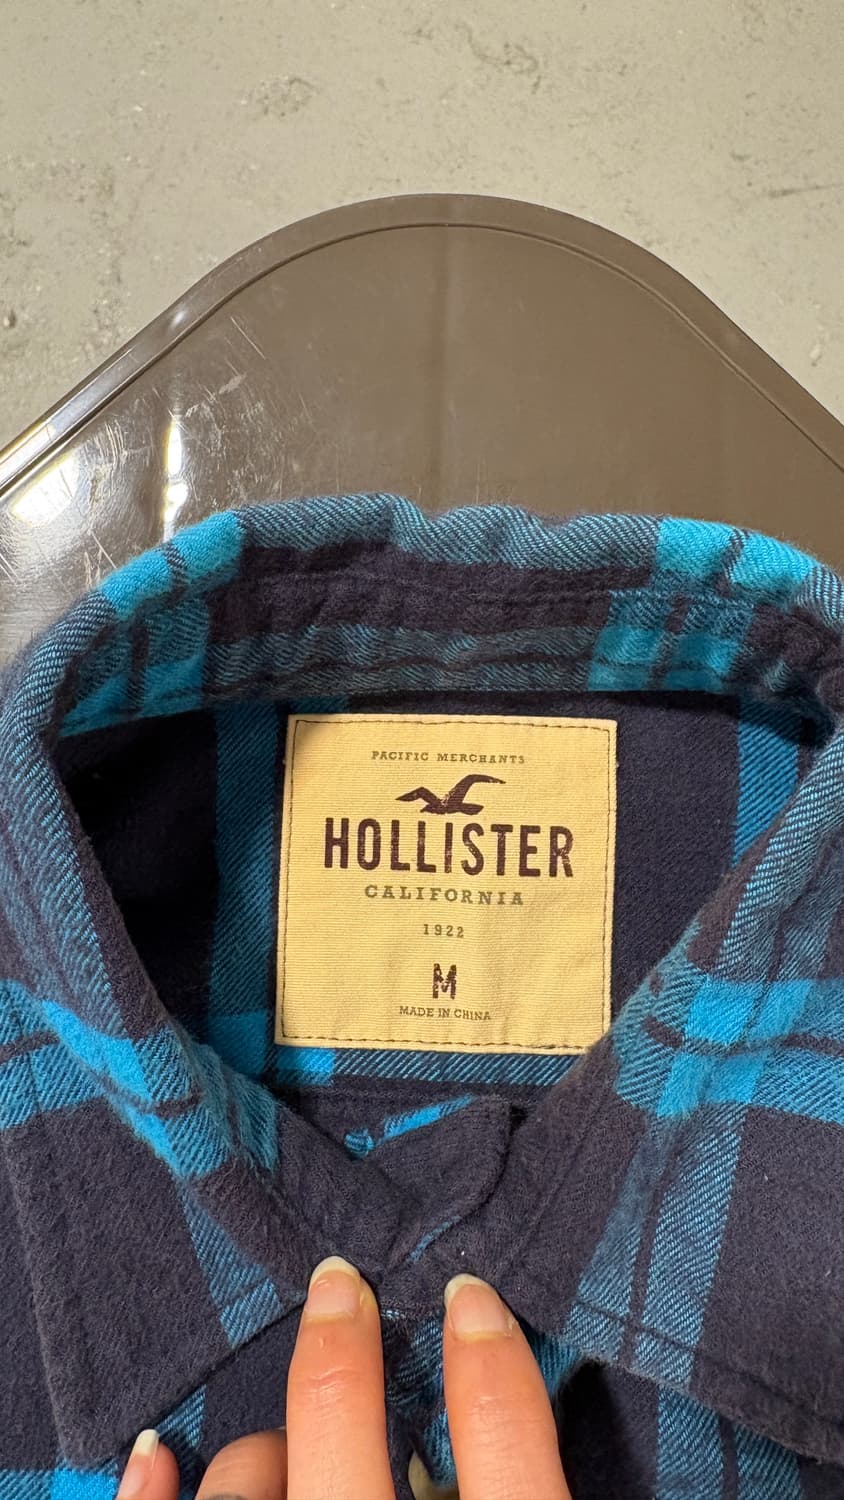 PACIFIC MERCHANTS
HOLLISTER
CALIFORNIA
1922
M
MADE IN CHINA